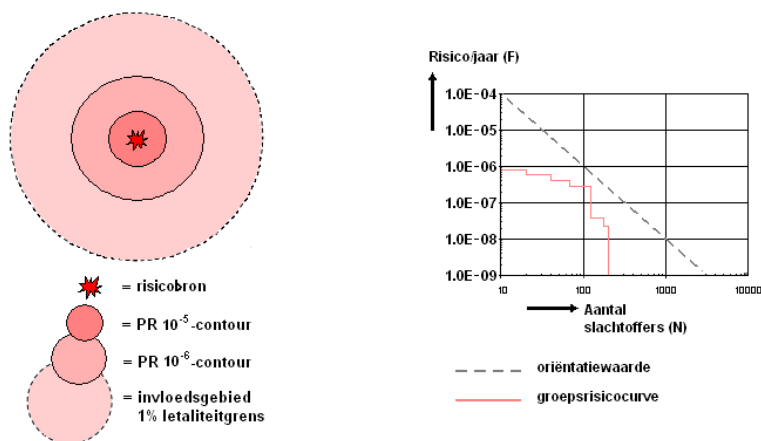 = risicobron
= PR 10⁻⁵-contour
= PR 10⁻⁶-contour
= invloedsgebied
1% letaliteitgrens
Risico/jaar (F)
1.0E-04
1.0E-05
1.0E-06
1.0E-07
1.0E-08
1.0E-09
10
100
1000
10000
Aantal
slachtoffers (N)
oriëntatiewaarde
groepsrisicocurve